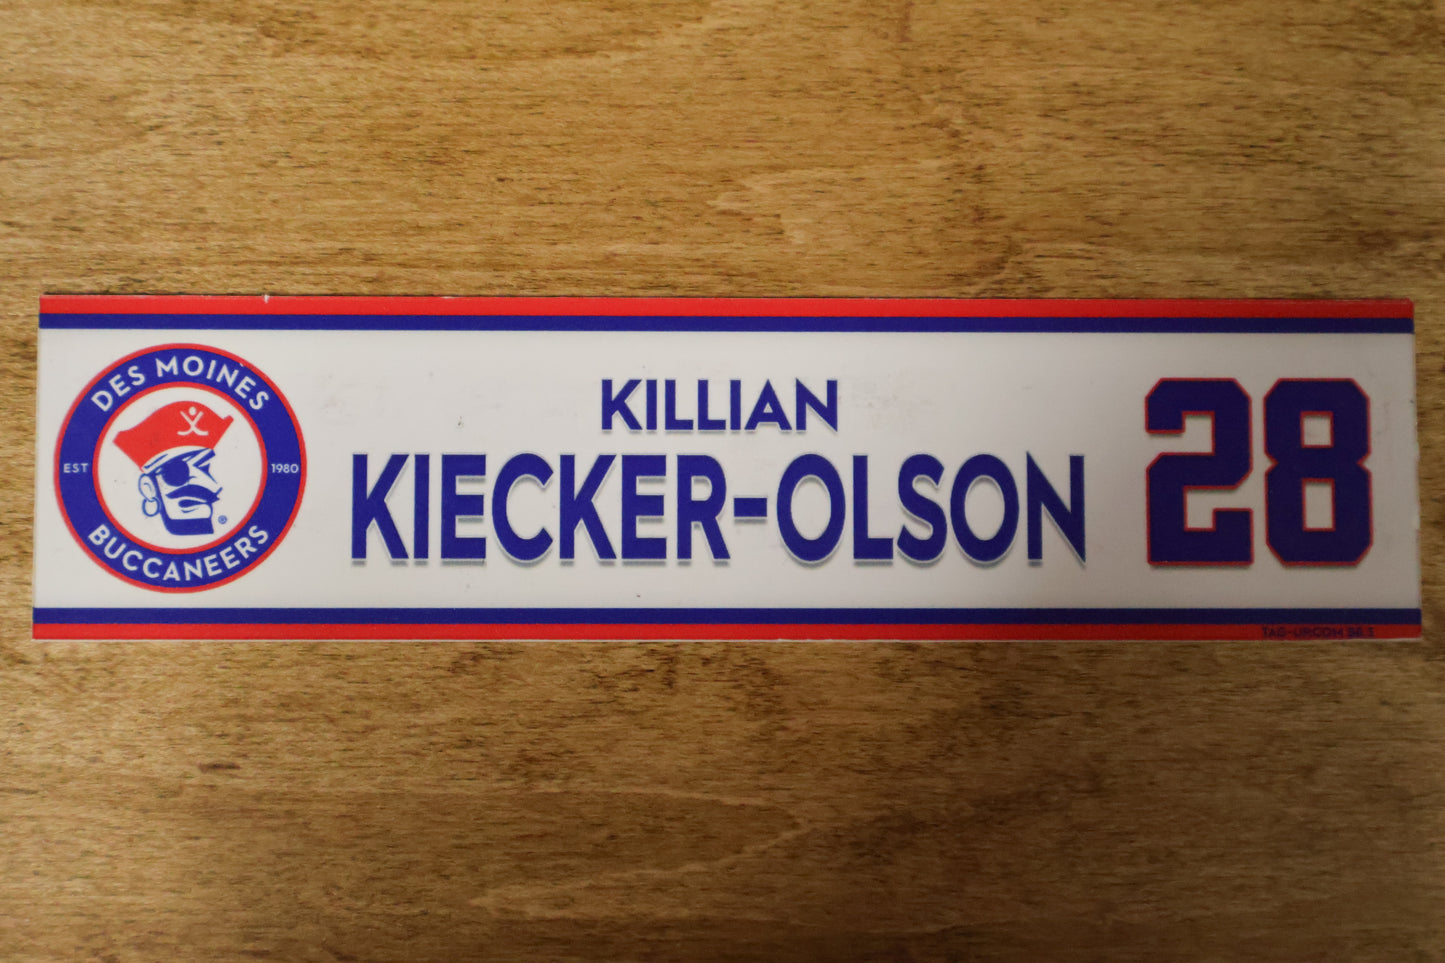 DES MOINES
EST 1980
BUCCANEERS
®
KILLIAN
KIECKER-OLSON
28